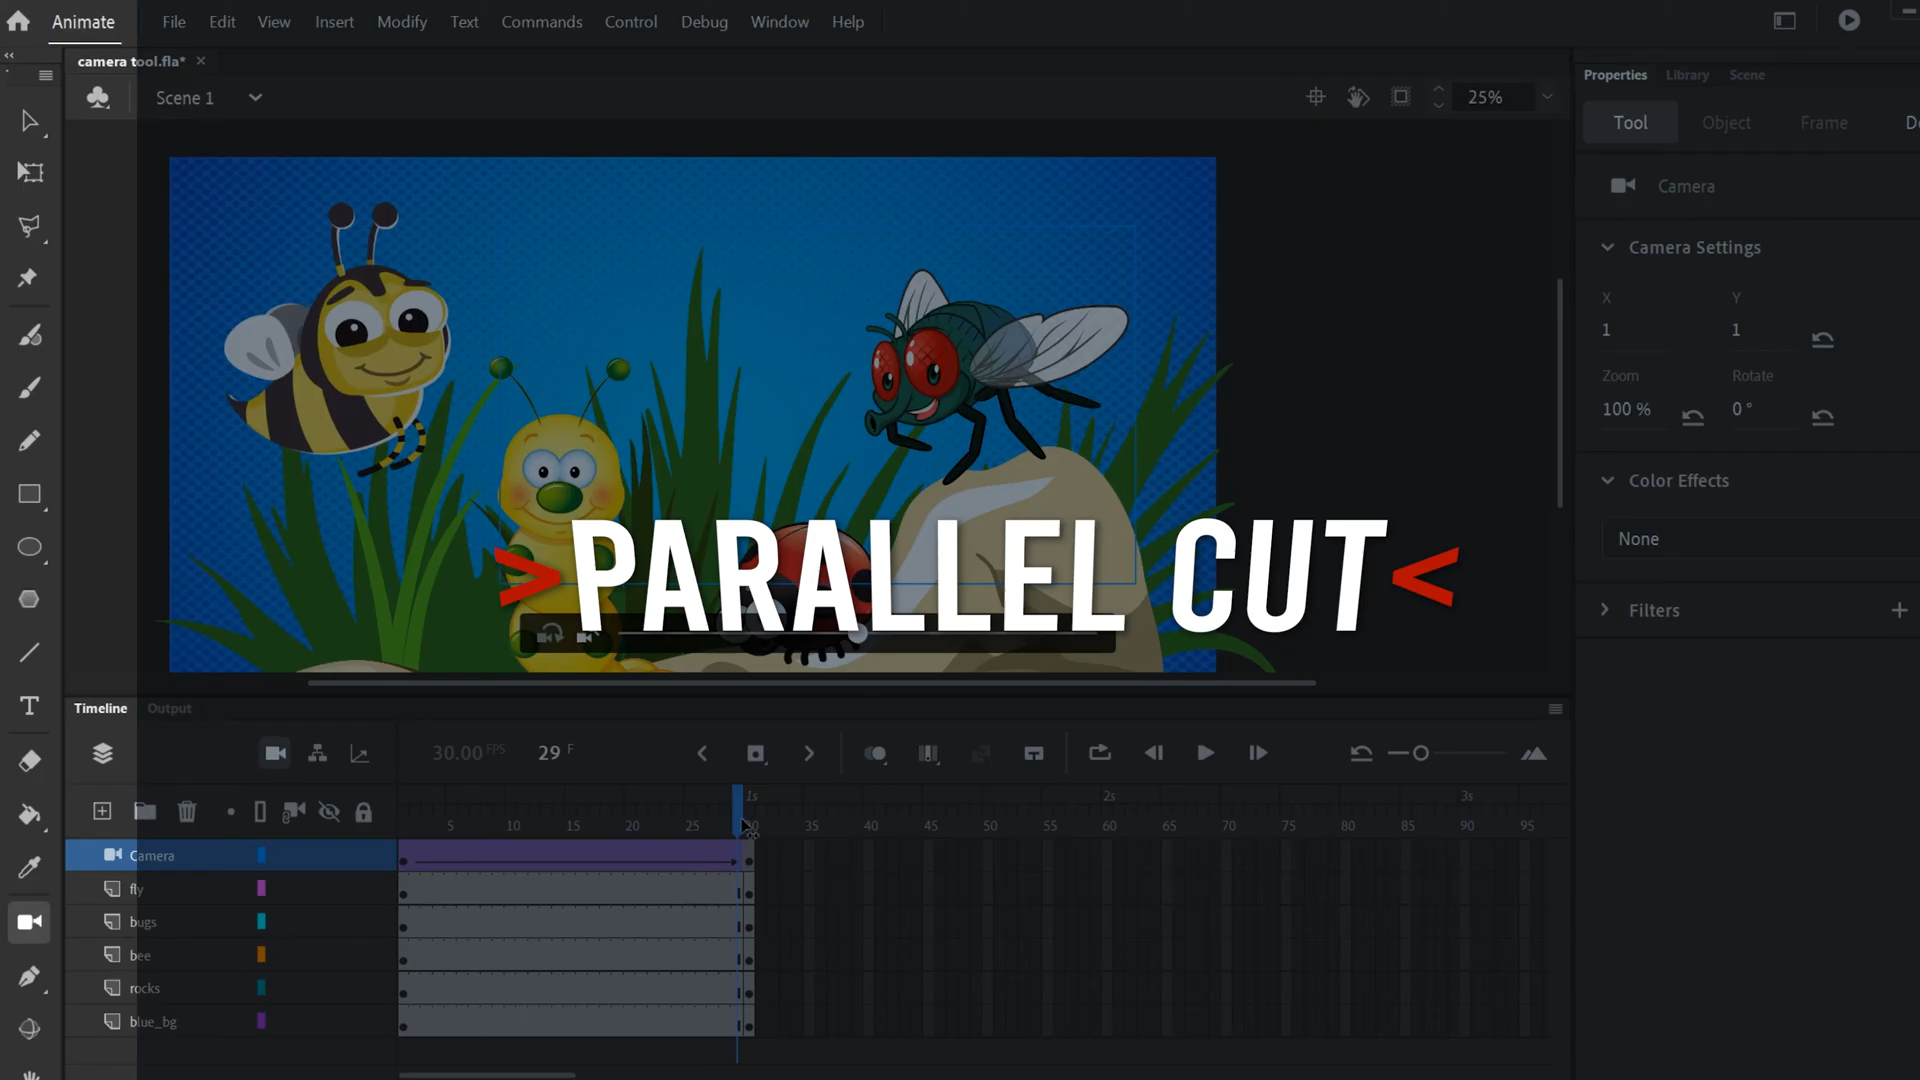 Animate File Edit View Insert Modify Text Commands Control Debug Window Help
camera tool.fla* ×
Scene 1 25%
Properties Library Scene
Tool Object Frame
Camera
Camera Settings
X Y
1 1
Zoom Rotate
100 % 0 °
Color Effects
None
Filters
>PARALLEL CUT<
Timeline Output
30.00 FPS 29 F
1s 2s 3s
5 10 15 20 25 30 35 40 45 50 55 60 65 70 75 80 85 90 95
Camera
fly
bugs
bee
rocks
blue_bg